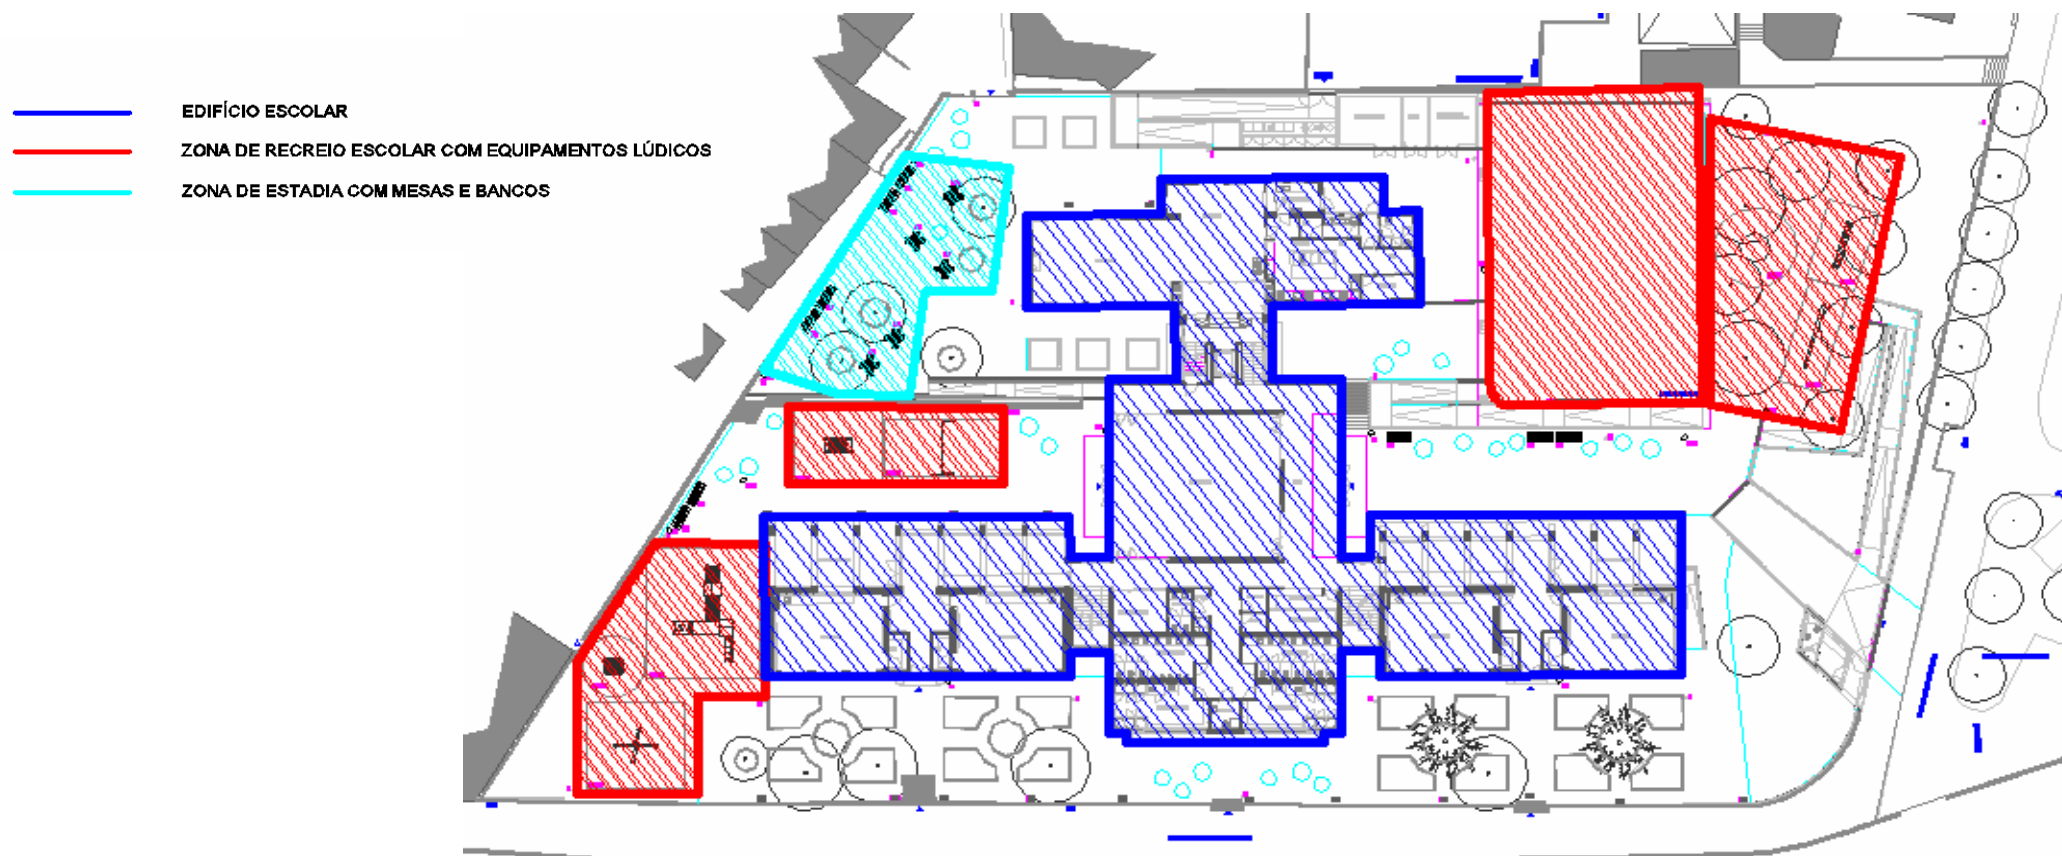 EDIFÍCIO ESCOLAR
ZONA DE RECREIO ESCOLAR COM EQUIPAMENTOS LÚDICOS
ZONA DE ESTADIA COM MESAS E BANCOS